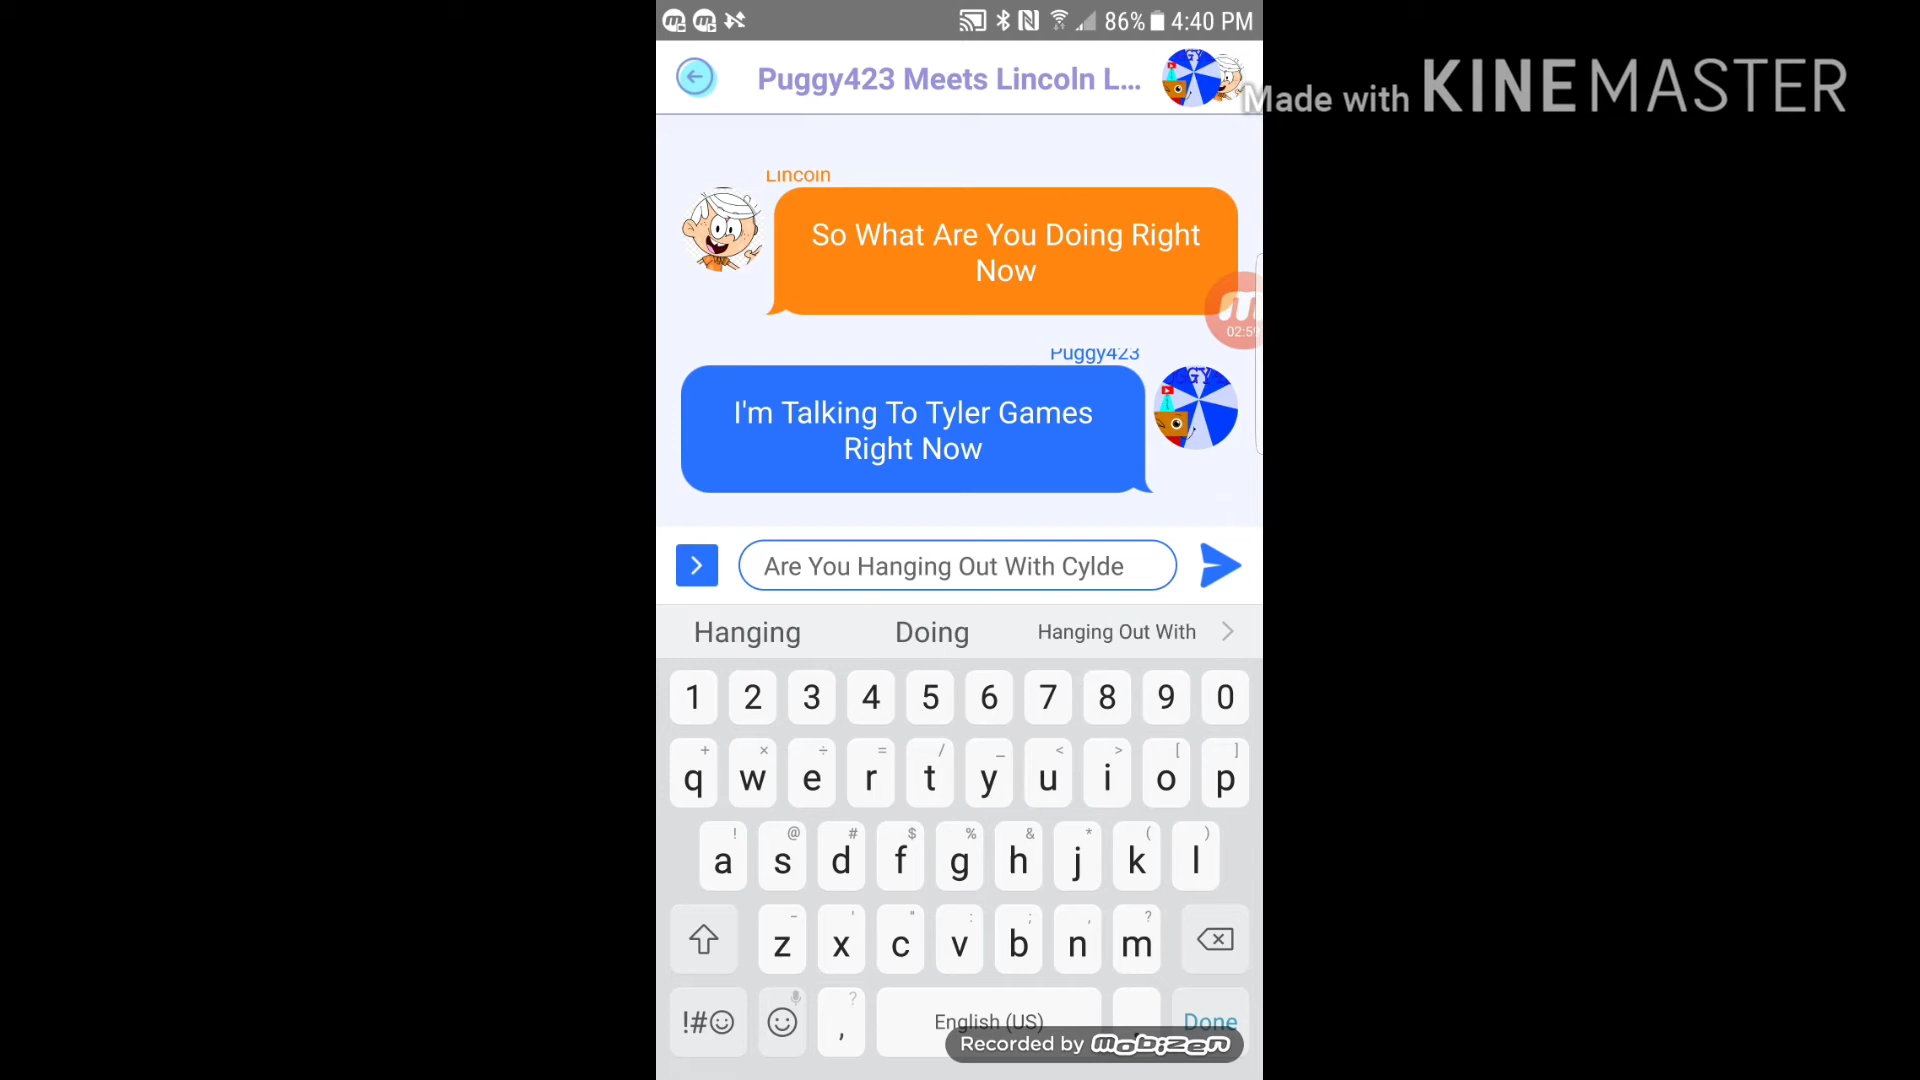 86% 4:40 PM
Puggy423 Meets Lincoln L...
Made with KINEMASTER
Lincoln
So What Are You Doing Right
Now
02:59
Puggy423
I'm Talking To Tyler Games
Right Now
Are You Hanging Out With Cylde
Hanging Doing Hanging Out With
1 2 3 4 5 6 7 8 9 0
+ × ÷ = / _ < > [ ]
q w e r t y u i o p
! @ # $ % & * ( )
a s d f g h j k l
- ' " : ; , ?
z x c v b n m
?
!#☺ , English (US) Done
Recorded by mobizen